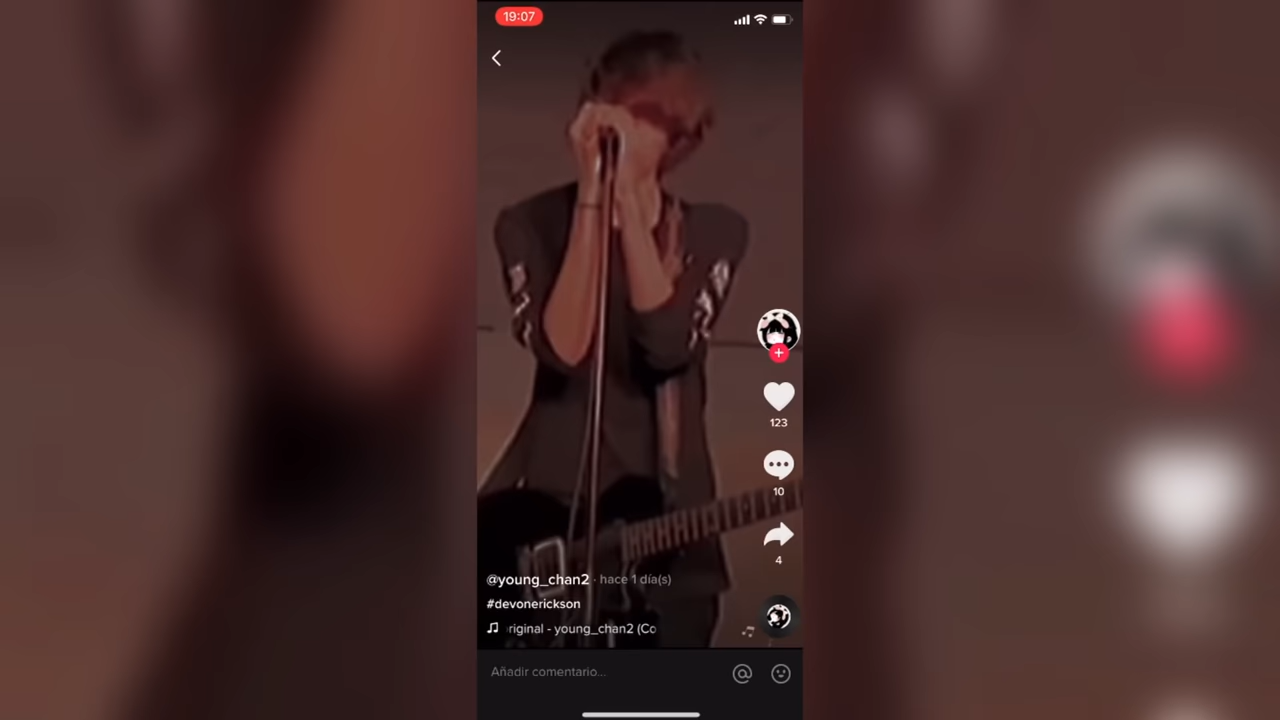 19:07
123
10
4
@young_chan2 · hace 1 día(s)
#devonerickson
riginal - young_chan2 (Co
Añadir comentario...